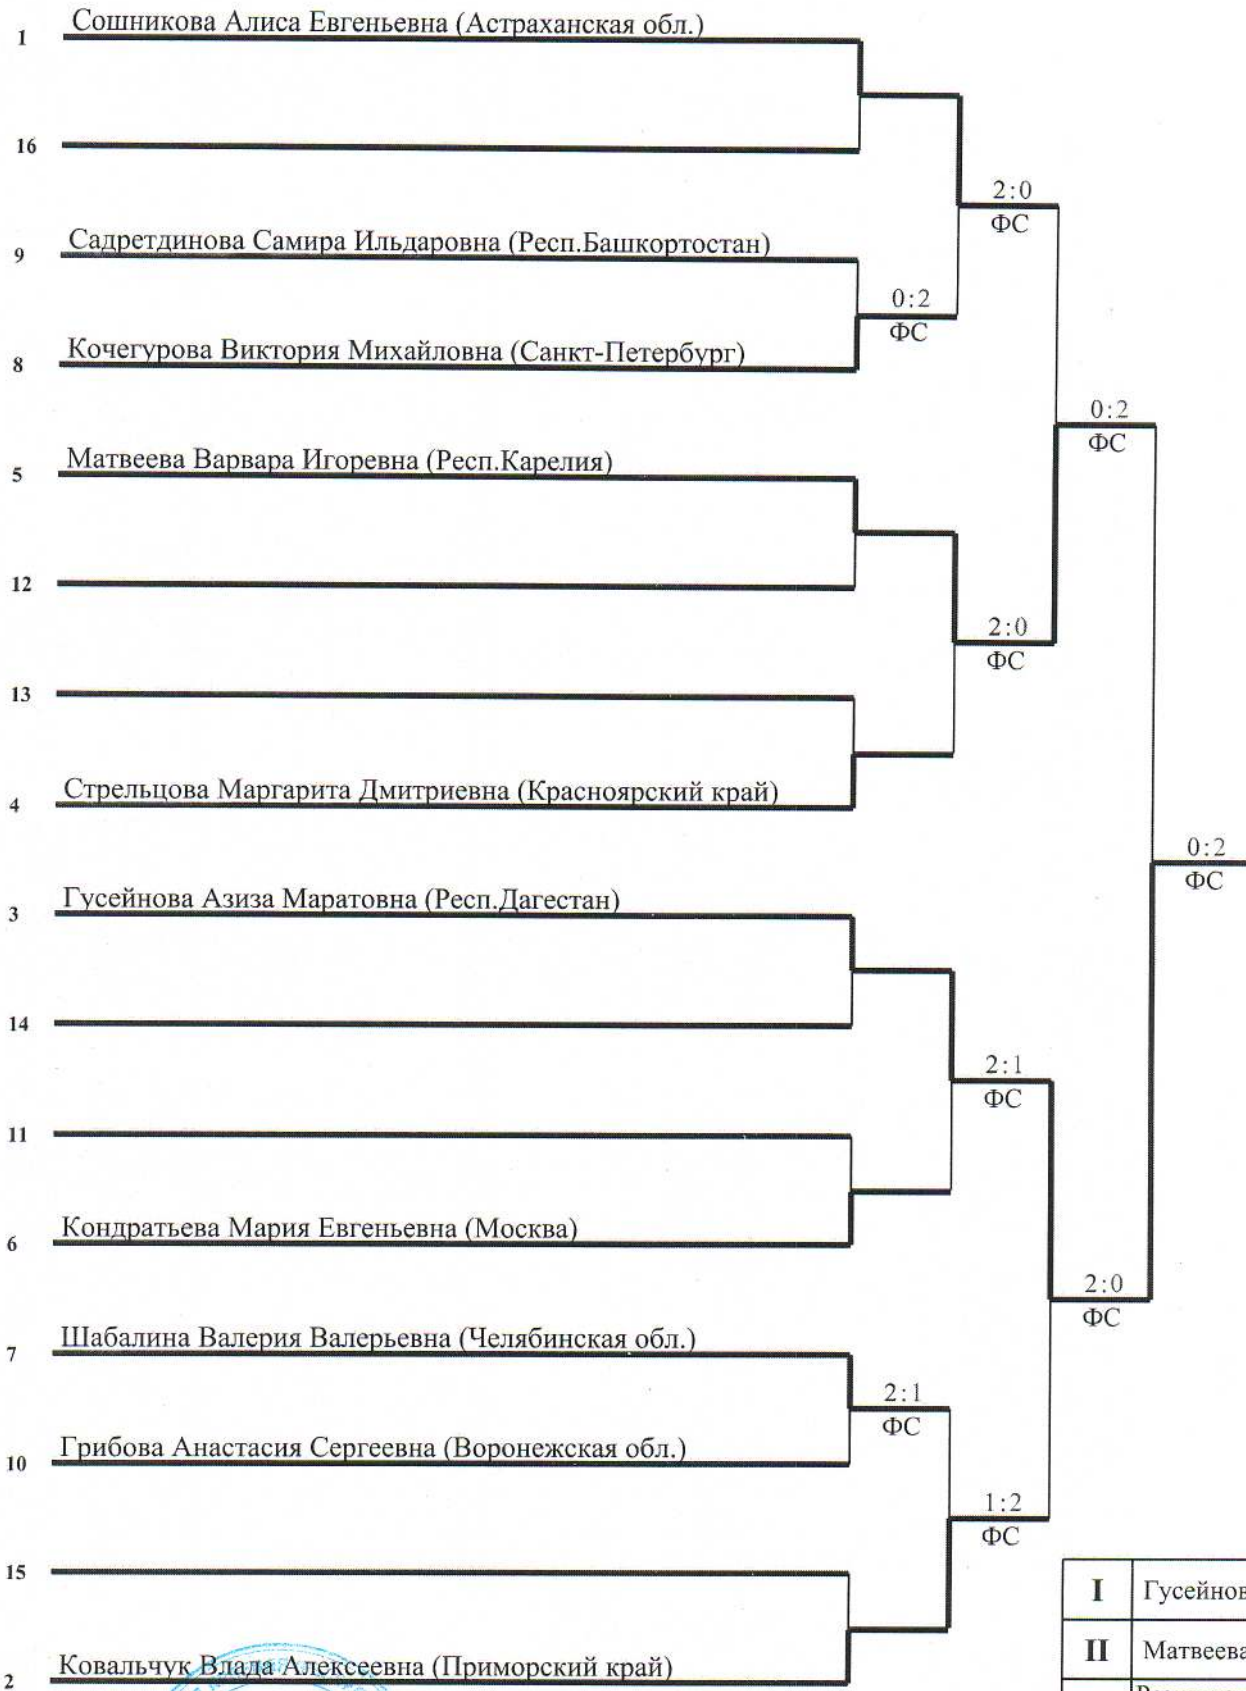 1 Сошникова Алиса Евгеньевна (Астраханская обл.)
16
2:0
ФС
9 Садретдинова Самира Ильдаровна (Респ.Башкортостан)
0:2
ФС
8 Кочегурова Виктория Михайловна (Санкт-Петербург)
0:2
ФС
5 Матвеева Варвара Игоревна (Респ.Карелия)
12
2:0
ФС
13
4 Стрельцова Маргарита Дмитриевна (Красноярский край)
0:2
ФС
3 Гусейнова Азиза Маратовна (Респ.Дагестан)
14
2:1
ФС
11
6 Кондратьева Мария Евгеньевна (Москва)
2:0
ФС
7 Шабалина Валерия Валерьевна (Челябинская обл.)
2:1
ФС
10 Грибова Анастасия Сергеевна (Воронежская обл.)
1:2
ФС
15
I Гусейнов
II Матвеева
2 Ковальчук Влада Алексеевна (Приморский край)